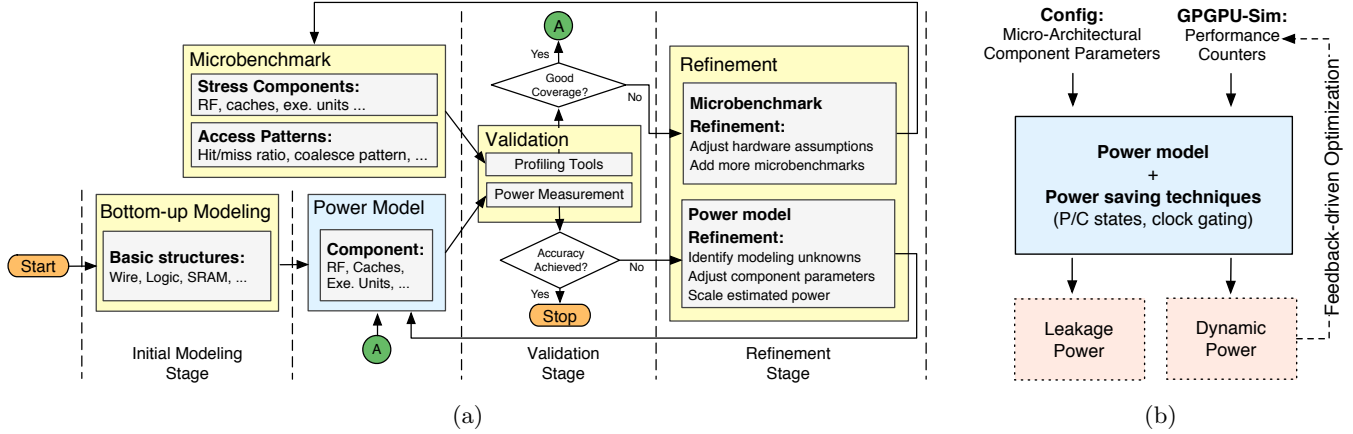 Microbenchmark
Stress Components:
RF, caches, exe. units ...
Access Patterns:
Hit/miss ratio, coalesce pattern, ...
Start
Bottom-up Modeling
Basic structures:
Wire, Logic, SRAM, ...
Power Model
Component:
RF, Caches,
Exe. Units, ...
A
A
Yes
Good
Coverage?
No
Validation
Profiling Tools
Power Measurement
Accuracy
Achieved?
No
Yes
Stop
Refinement
Microbenchmark
Refinement:
Adjust hardware assumptions
Add more microbenchmarks
Power model
Refinement:
Identify modeling unknowns
Adjust component parameters
Scale estimated power
Initial Modeling
Stage
Validation
Stage
Refinement
Stage
(a)
Config:
Micro-Architectural
Component Parameters
GPGPU-Sim:
Performance
Counters
Power model
+
Power saving techniques
(P/C states, clock gating)
Leakage
Power
Dynamic
Power
Feedback-driven Optimization
(b)